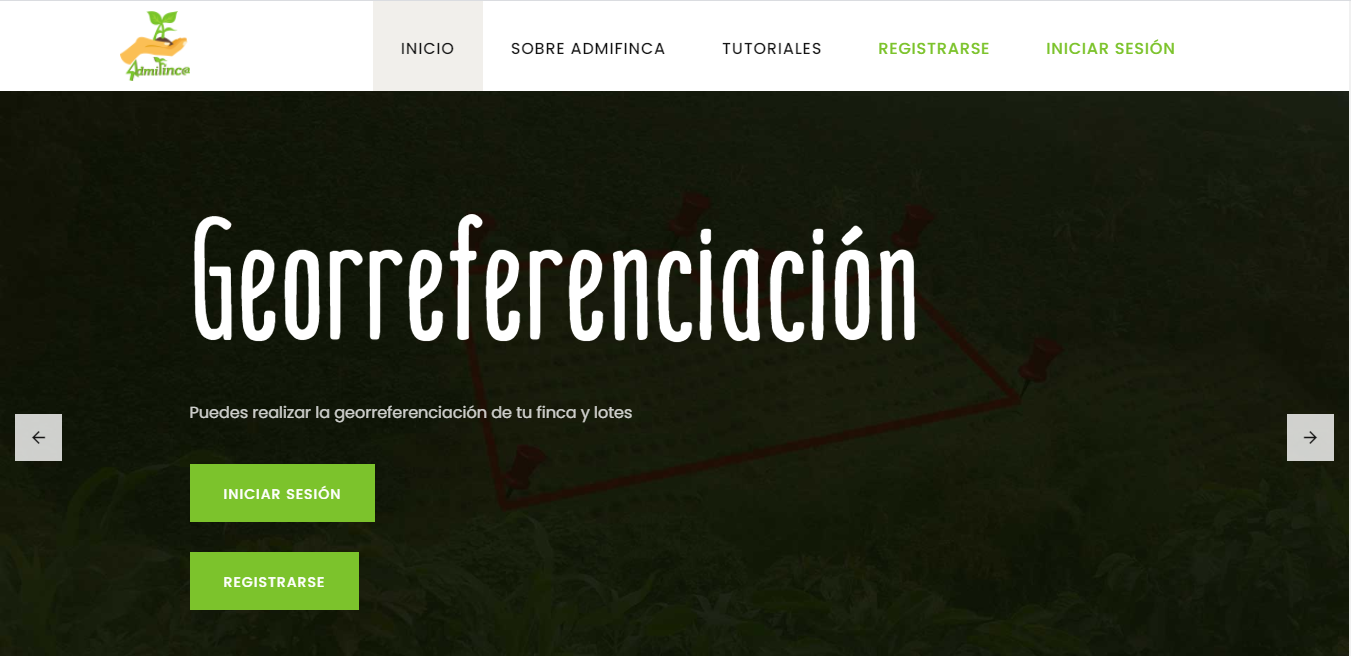 Admifinc@
INICIO
SOBRE ADMIFINCA
TUTORIALES
REGISTRARSE
INICIAR SESIÓN
Georreferenciación
Puedes realizar la georreferenciación de tu finca y lotes
INICIAR SESIÓN
REGISTRARSE